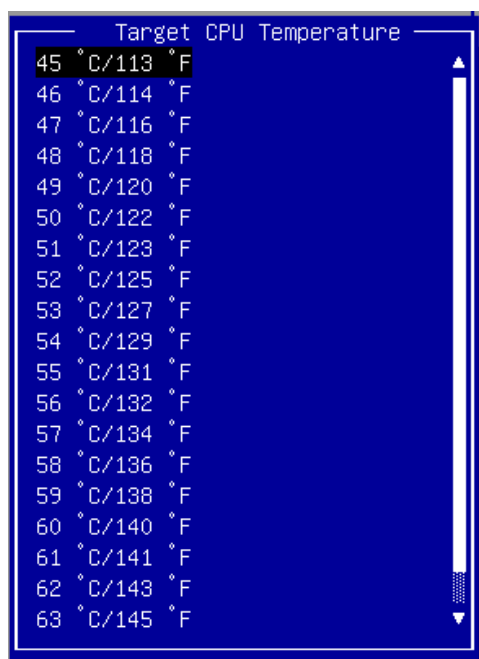 Target CPU Temperature
45 °C/113 °F
46 °C/114 °F
47 °C/116 °F
48 °C/118 °F
49 °C/120 °F
50 °C/122 °F
51 °C/123 °F
52 °C/125 °F
53 °C/127 °F
54 °C/129 °F
55 °C/131 °F
56 °C/132 °F
57 °C/134 °F
58 °C/136 °F
59 °C/138 °F
60 °C/140 °F
61 °C/141 °F
62 °C/143 °F
63 °C/145 °F